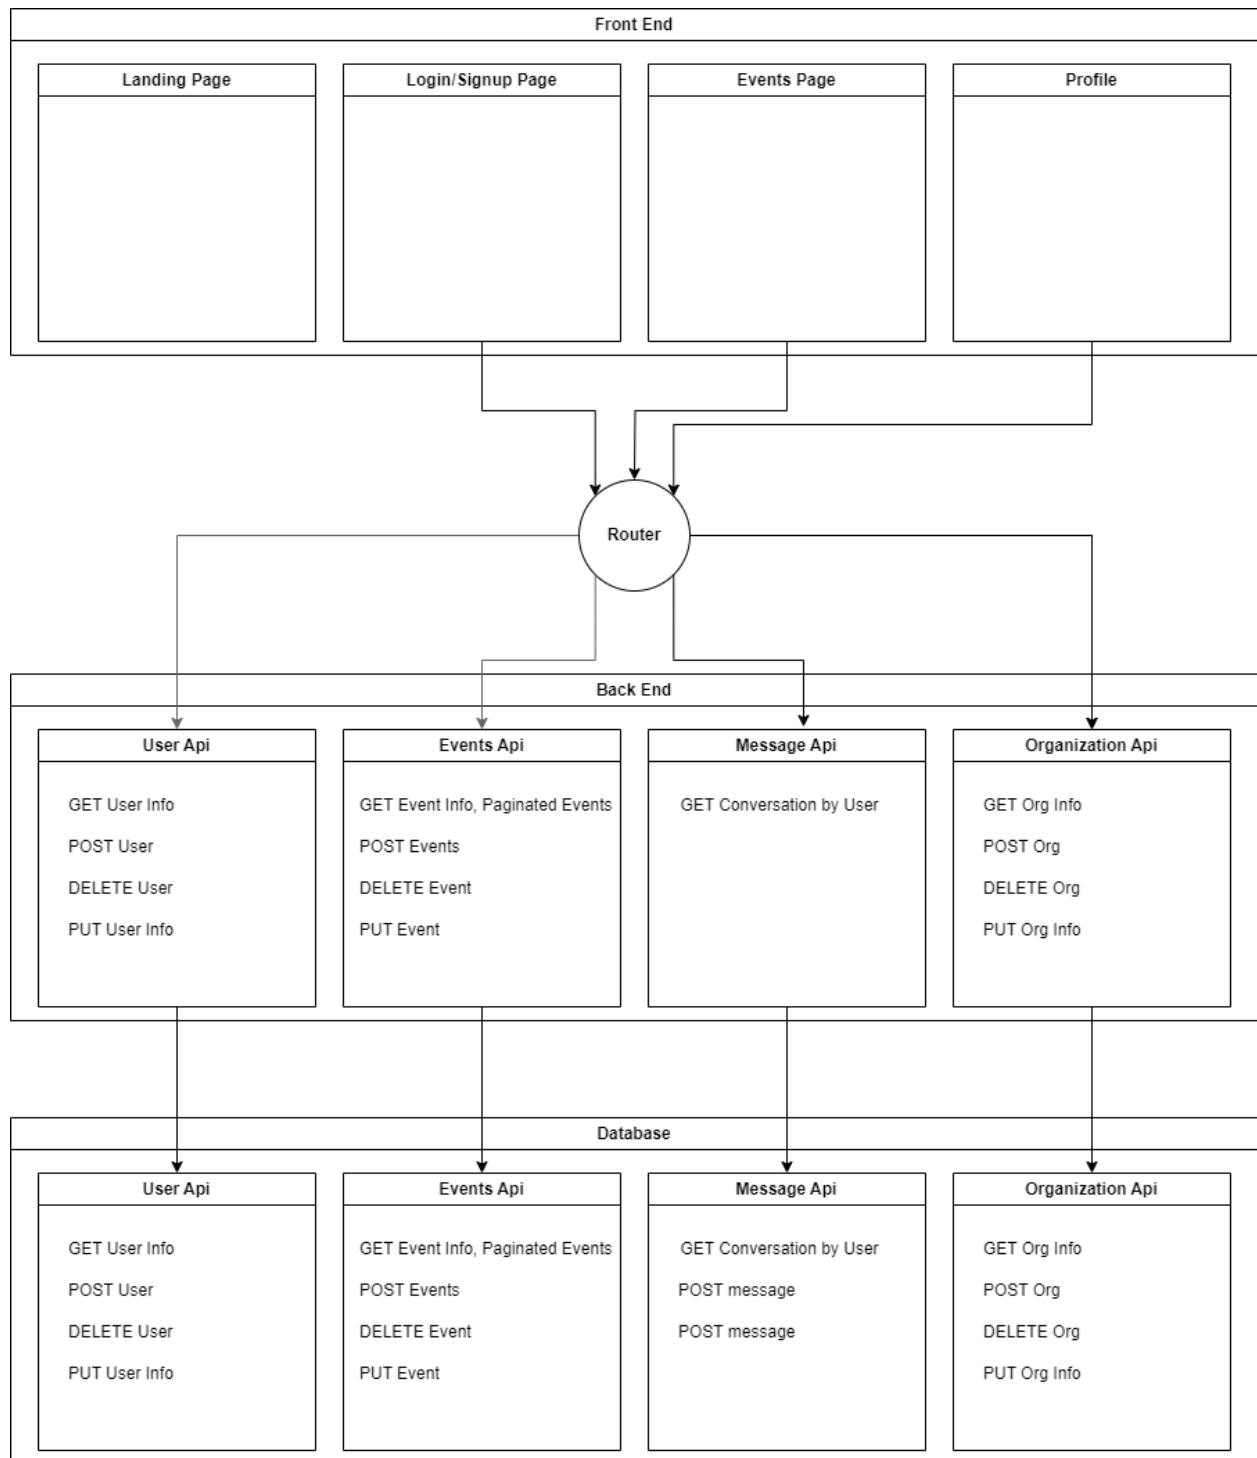 Front End
Landing Page
Login/Signup Page
Events Page
Profile
Router
Back End
User Api
GET User Info
POST User
DELETE User
PUT User Info
Events Api
GET Event Info, Paginated Events
POST Events
DELETE Event
PUT Event
Message Api
GET Conversation by User
Organization Api
GET Org Info
POST Org
DELETE Org
PUT Org Info
Database
User Api
GET User Info
POST User
DELETE User
PUT User Info
Events Api
GET Event Info, Paginated Events
POST Events
DELETE Event
PUT Event
Message Api
GET Conversation by User
POST message
POST message
Organization Api
GET Org Info
POST Org
DELETE Org
PUT Org Info